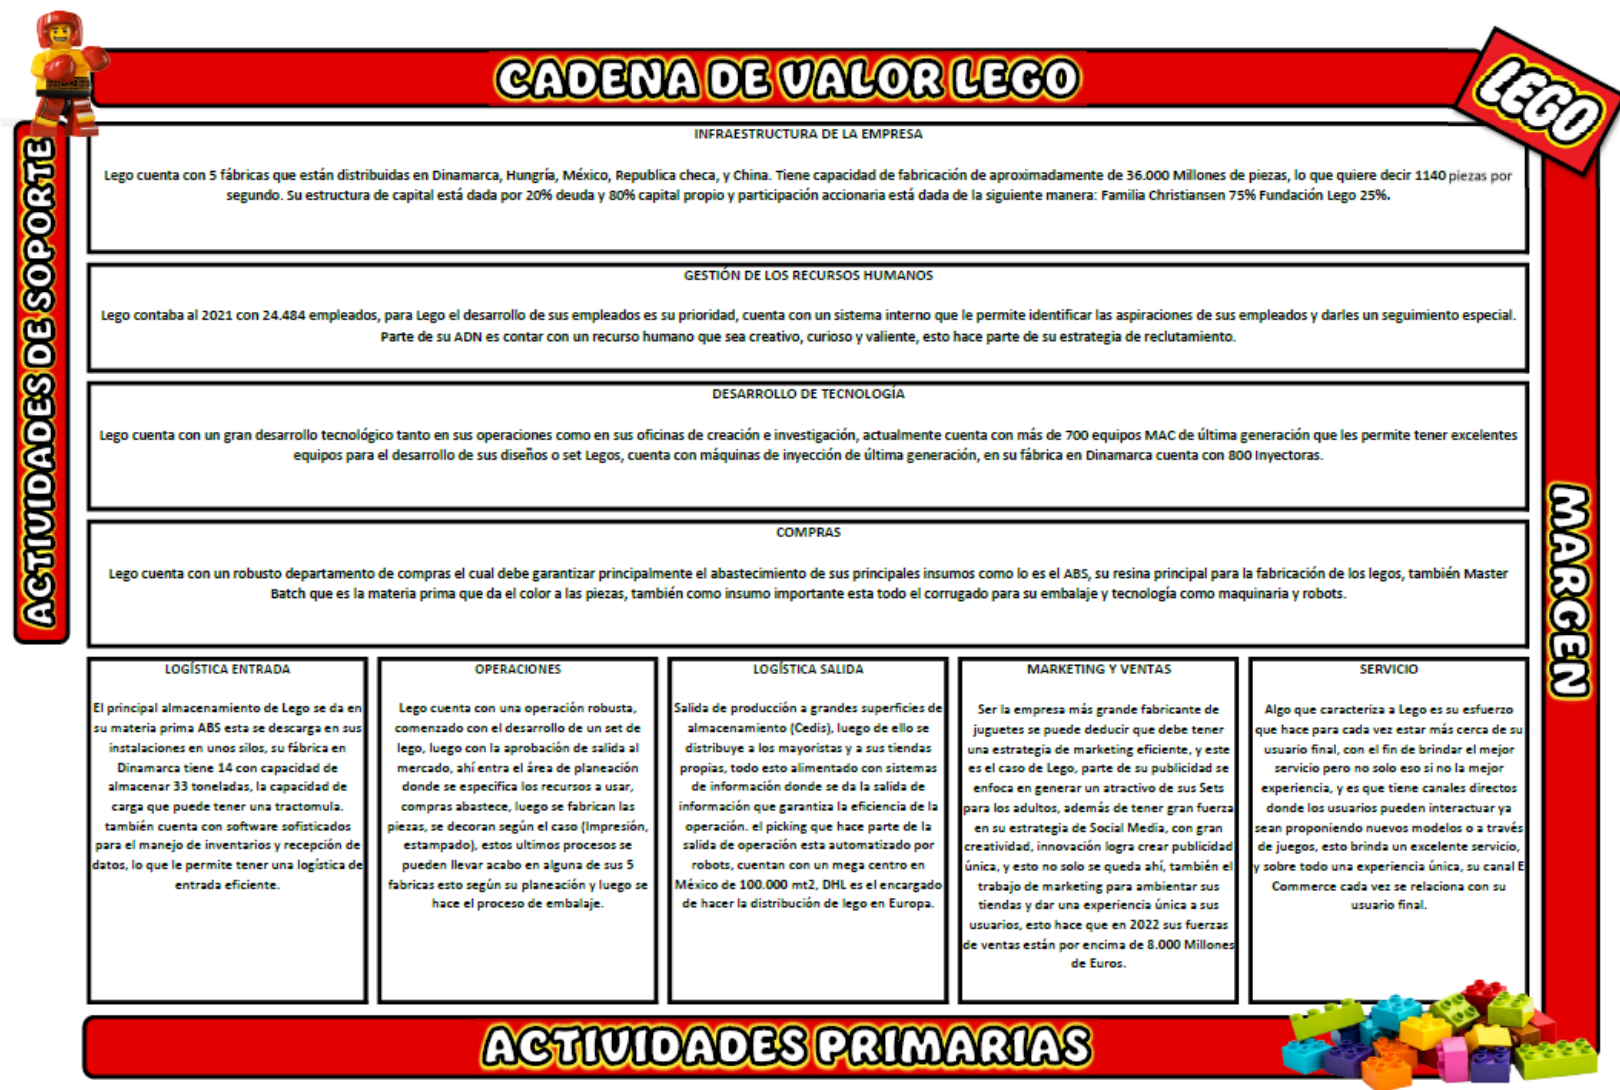 CADENA DE VALOR LEGO
LEGO
ACTIVIDADES DE SOPORTE
INFRAESTRUCTURA DE LA EMPRESA
Lego cuenta con 5 fábricas que están distribuidas en Dinamarca, Hungría, México, Republica checa, y China. Tiene capacidad de fabricación de aproximadamente de 36.000 Millones de piezas, lo que quiere decir 1140 piezas por
segundo. Su estructura de capital está dada por 20% deuda y 80% capital propio y participación accionaria está dada de la siguiente manera: Familia Christiansen 75% Fundación Lego 25%.
GESTIÓN DE LOS RECURSOS HUMANOS
Lego contaba al 2021 con 24.484 empleados, para Lego el desarrollo de sus empleados es su prioridad, cuenta con un sistema interno que le permite identificar las aspiraciones de sus empleados y darles un seguimiento especial.
Parte de su ADN es contar con un recurso humano que sea creativo, curioso y valiente, esto hace parte de su estrategia de reclutamiento.
DESARROLLO DE TECNOLOGÍA
Lego cuenta con un gran desarrollo tecnológico tanto en sus operaciones como en sus oficinas de creación e investigación, actualmente cuenta con más de 700 equipos MAC de última generación que les permite tener excelentes
equipos para el desarrollo de sus diseños o set Legos, cuenta con máquinas de inyección de última generación, en su fábrica en Dinamarca cuenta con 800 Inyectoras.
COMPRAS
Lego cuenta con un robusto departamento de compras el cual debe garantizar principalmente el abastecimiento de sus principales insumos como lo es el ABS, su resina principal para la fabricación de los legos, también Master
Batch que es la materia prima que da el color a las piezas, también como insumo importante esta todo el corrugado para su embalaje y tecnología como maquinaria y robots.
MARGEN
LOGÍSTICA ENTRADA
El principal almacenamiento de Lego se da en
su materia prima ABS esta se descarga en sus
instalaciones en unos silos, su fábrica en
Dinamarca tiene 14 con capacidad de
almacenar 33 toneladas, la capacidad de
carga que puede tener una tractomula.
también cuenta con software sofisticados
para el manejo de inventarios y recepción de
datos, lo que le permite tener una logística de
entrada eficiente.
OPERACIONES
Lego cuenta con una operación robusta,
comenzado con el desarrollo de un set de
lego, luego con la aprobación de salida al
mercado, ahí entra el área de planeación
donde se especifica los recursos a usar,
compras abastece, luego se fabrican las
piezas, se decoran según el caso (Impresión,
estampado), estos ultimos procesos se
pueden llevar acabo en alguna de sus 5
fabricas esto según su planeación y luego se
hace el proceso de embalaje.
LOGÍSTICA SALIDA
Salida de producción a grandes superficies de
almacenamiento (Cedis), luego de ello se
distribuye a los mayoristas y a sus tiendas
propias, todo esto alimentado con sistemas
de información donde se da la salida de
información que garantiza la eficiencia de la
operación. el picking que hace parte de la
salida de operación esta automatizado por
robots, cuentan con un mega centro en
México de 100.000 mt2, DHL es el encargado
de hacer la distribución de lego en Europa.
MARKETING Y VENTAS
Ser la empresa más grande fabricante de
juguetes se puede deducir que debe tener
una estrategia de marketing eficiente, y este
es el caso de Lego, parte de su publicidad se
enfoca en generar un atractivo de sus Sets
para los adultos, además de tener gran fuerza
en su estrategia de Social Media, con gran
creatividad, innovación logra crear publicidad
única, y esto no solo se queda ahí, también el
trabajo de marketing para ambientar sus
tiendas y dar una experiencia única a sus
usuarios, esto hace que en 2022 sus fuerzas
de ventas están por encima de 8.000 Millones
de Euros.
SERVICIO
Algo que caracteriza a Lego es su esfuerzo
que hace para cada vez estar más cerca de su
usuario final, con el fin de brindar el mejor
servicio pero no solo eso si no la mejor
experiencia, y es que tiene canales directos
donde los usuarios pueden interactuar ya
sean proponiendo nuevos modelos o a través
de juegos, esto brinda un excelente servicio,
y sobre todo una experiencia única, su canal E
Commerce cada vez se relaciona con su
usuario final.
ACTIVIDADES PRIMARIAS